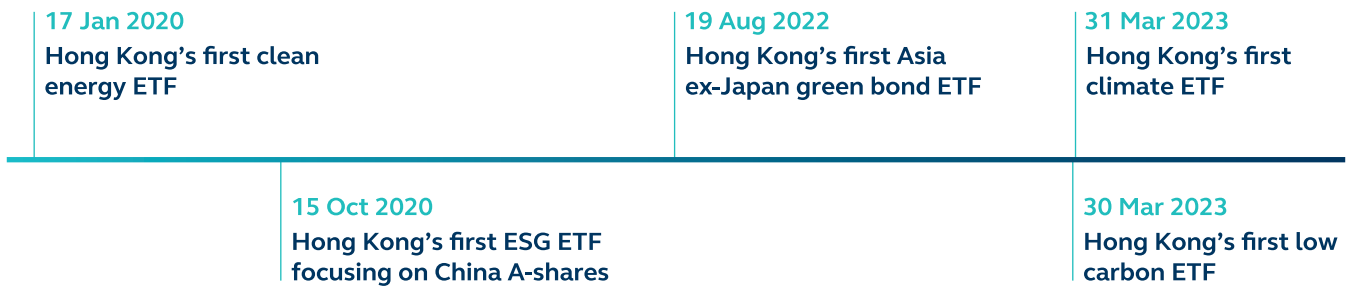 17 Jan 2020
Hong Kong’s first clean
energy ETF
19 Aug 2022
Hong Kong’s first Asia
ex-Japan green bond ETF
31 Mar 2023
Hong Kong’s first
climate ETF
15 Oct 2020
Hong Kong’s first ESG ETF
focusing on China A-shares
30 Mar 2023
Hong Kong’s first low
carbon ETF